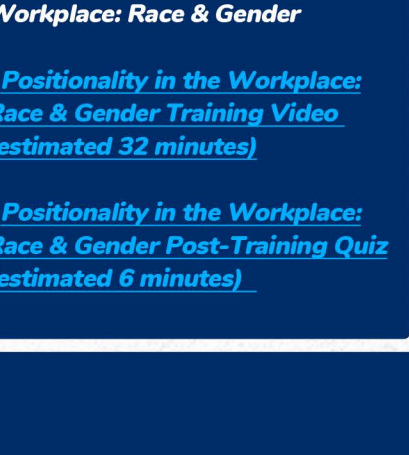 Workplace: Race & Gender
Positionality in the Workplace:
Race & Gender Training Video
estimated 32 minutes)
Positionality in the Workplace:
Race & Gender Post-Training Quiz
estimated 6 minutes)